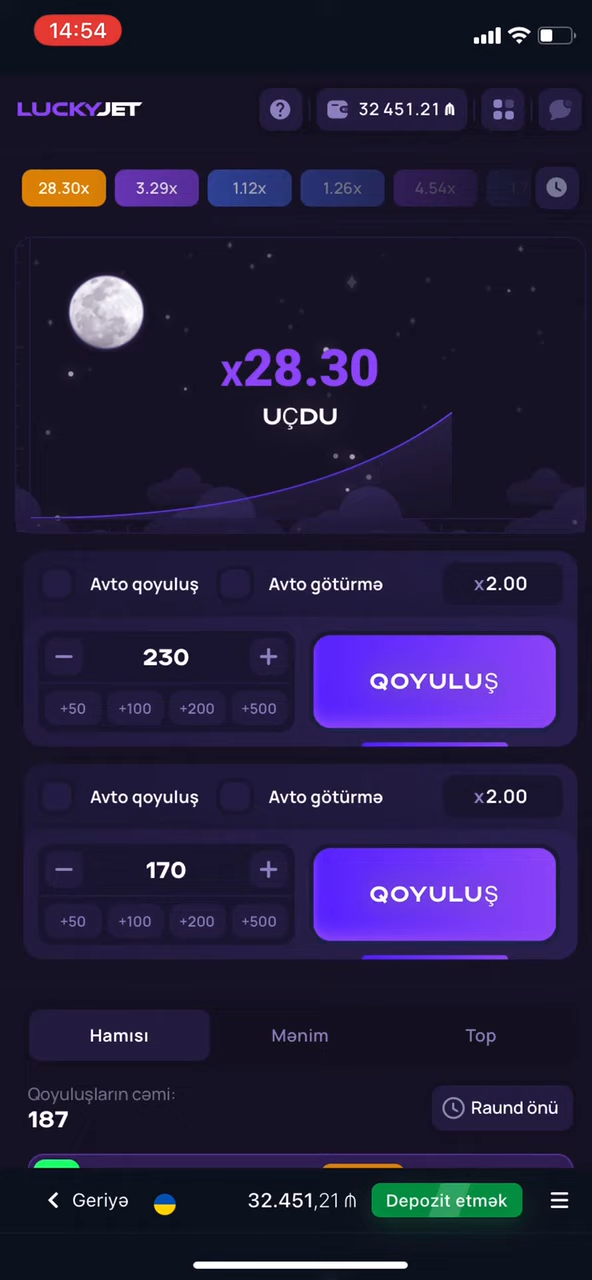 14:54
LUCKYJET
32 451.21 ₼
28.30x 3.29x 1.12x 1.26x 4.54x
x28.30
UÇDU
Avto qoyuluş Avto götürmə x2.00
230
QOYULUŞ
+50 +100 +200 +500
Avto qoyuluş Avto götürmə x2.00
170
QOYULUŞ
+50 +100 +200 +500
Hamısı Mənim Top
Qoyuluşların cəmi:
187
Raund önü
Geriyə 32.451,21 ₼ Depozit etmək